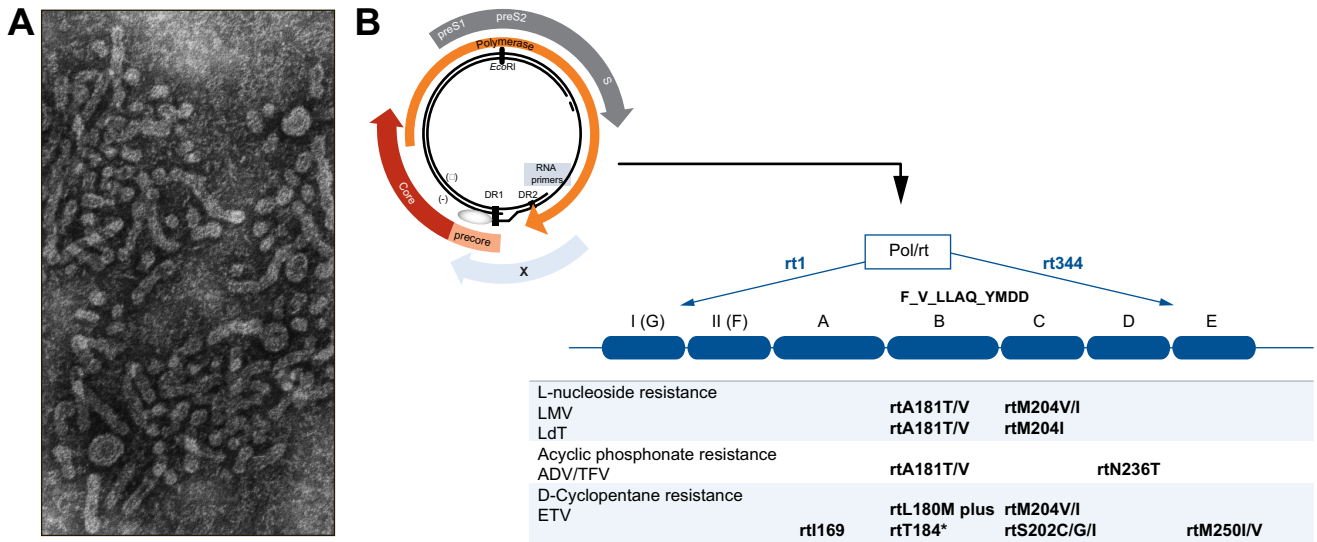 A
B
preS1
preS2
S
Polymerase
EcoRI
RNA
primers
(□)
(-)
DR1
DR2
Core
precore
X
Pol/rt
rt1
rt344
F_V_LLAQ_YMDD
I (G)
II (F)
A
B
C
D
E
L-nucleoside resistance
LMV rtA181T/V rtM204V/I
LdT rtA181T/V rtM204I
Acyclic phosphonate resistance
ADV/TFV rtA181T/V rtN236T
D-Cyclopentane resistance
ETV rtL180M plus rtM204V/I
rtI169 rtT184* rtS202C/G/I rtM250I/V